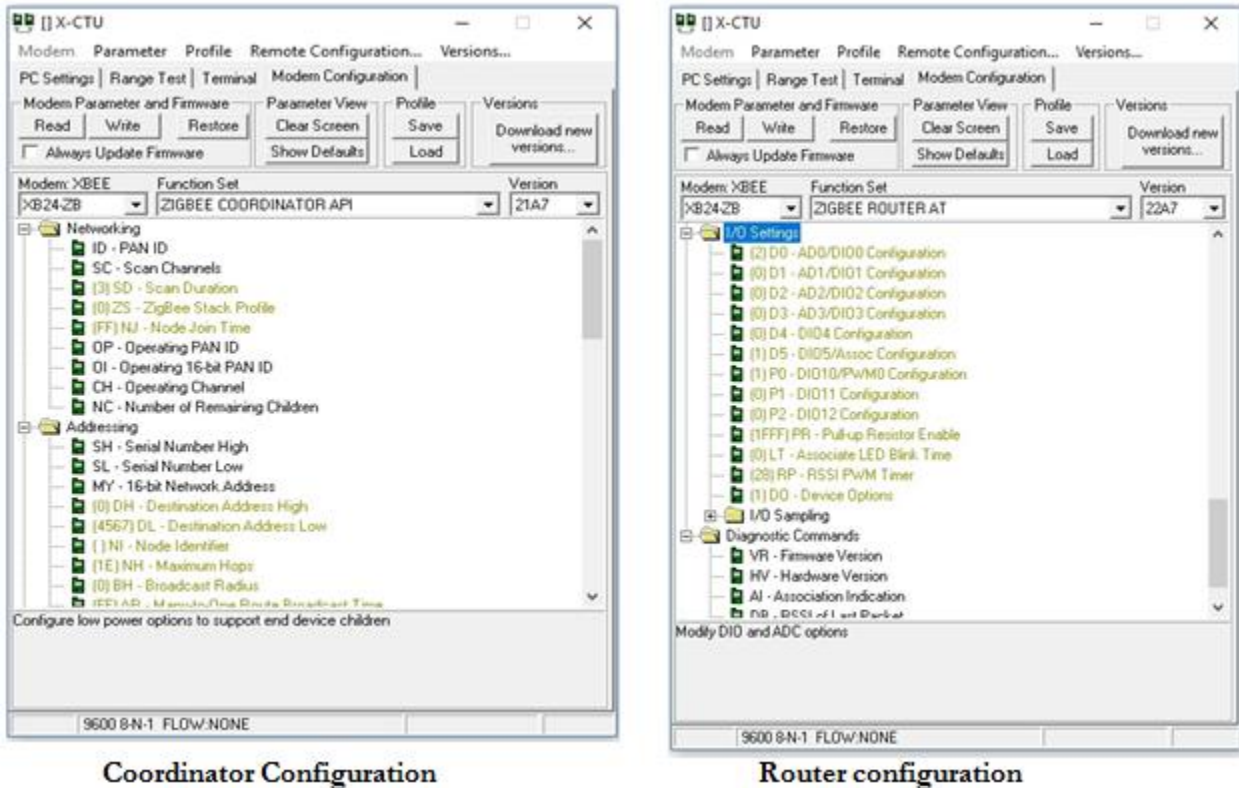 [] X-CTU
Modem Parameter Profile Remote Configuration... Versions...
PC Settings Range Test Terminal Modem Configuration
Modem Parameter and Firmware Parameter View Profile Versions
Read Write Restore Clear Screen Save Download new versions...
Always Update Firmware Show Defaults Load
Modem: XBEE Function Set Version
XB24-ZB ZIGBEE COORDINATOR API 21A7
Networking
ID - PAN ID
SC - Scan Channels
(3) SD - Scan Duration
(0) ZS - ZigBee Stack Profile
(FF) NJ - Node Join Time
OP - Operating PAN ID
OI - Operating 16-bit PAN ID
CH - Operating Channel
NC - Number of Remaining Children
Addressing
SH - Serial Number High
SL - Serial Number Low
MY - 16-bit Network Address
(0) DH - Destination Address High
(4567) DL - Destination Address Low
( ) NI - Node Identifier
(1E) NH - Maximum Hops
(0) BH - Broadcast Radius
(FF) AR - Many-to-One Route Broadcast Time
Configure low power options to support end device children
9600 8-N-1 FLOW:NONE
Coordinator Configuration
[] X-CTU
Modem Parameter Profile Remote Configuration... Versions...
PC Settings Range Test Terminal Modem Configuration
Modem Parameter and Firmware Parameter View Profile Versions
Read Write Restore Clear Screen Save Download new versions...
Always Update Firmware Show Defaults Load
Modem: XBEE Function Set Version
XB24-ZB ZIGBEE ROUTER AT 22A7
I/O Settings
(2) D0 - AD0/DIO0 Configuration
(0) D1 - AD1/DIO1 Configuration
(0) D2 - AD2/DIO2 Configuration
(0) D3 - AD3/DIO3 Configuration
(0) D4 - DIO4 Configuration
(1) D5 - DIO5/Assoc Configuration
(1) P0 - DIO10/PWM0 Configuration
(0) P1 - DIO11 Configuration
(0) P2 - DIO12 Configuration
(1FFF) PR - Pull-up Resistor Enable
(0) LT - Associate LED Blink Time
(28) RP - RSSI PWM Timer
(1) DO - Device Options
I/O Sampling
Diagnostic Commands
VR - Firmware Version
HV - Hardware Version
AI - Association Indication
DB - RSSI of Last Packet
Modify DIO and ADC options
9600 8-N-1 FLOW:NONE
Router configuration